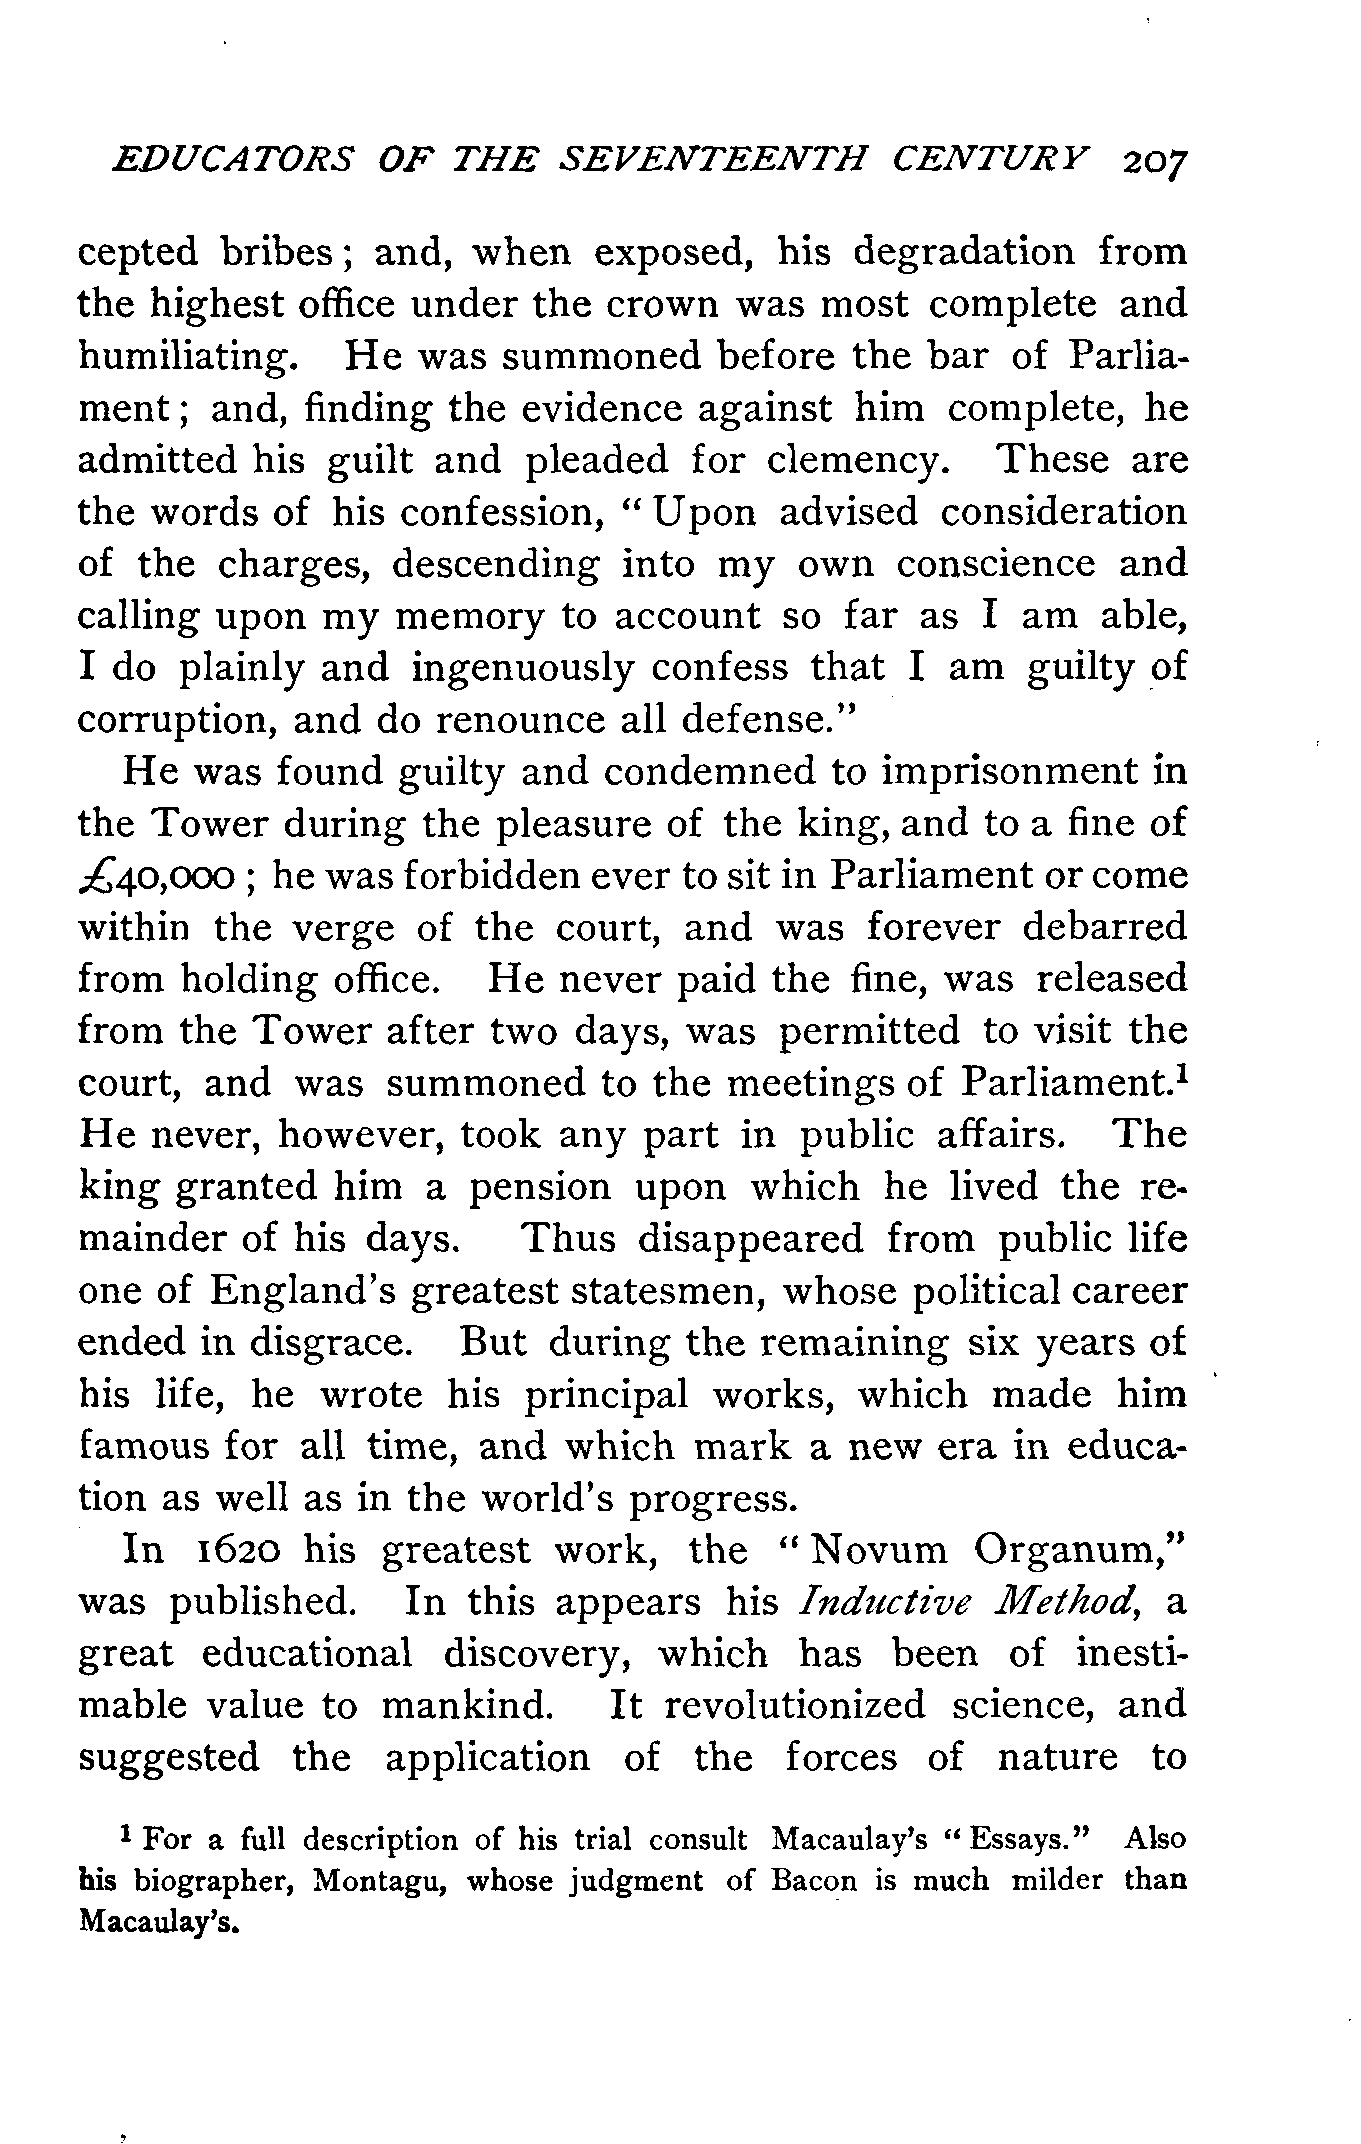 EDUCATORS OF THE SEVENTEENTH CENTURY 207
cepted bribes; and, when exposed, his degradation from
the highest office under the crown was most complete and
humiliating. He was summoned before the bar of Parlia-
ment; and, finding the evidence against him complete, he
admitted his guilt and pleaded for clemency. These are
the words of his confession, "Upon advised consideration
of the charges, descending into my own conscience and
calling upon my memory to account so far as I am able,
I do plainly and ingenuously confess that I am guilty of
corruption, and do renounce all defense."
He was found guilty and condemned to imprisonment in
the Tower during the pleasure of the king, and to a fine of
£40,000; he was forbidden ever to sit in Parliament or come
within the verge of the court, and was forever debarred
from holding office. He never paid the fine, was released
from the Tower after two days, was permitted to visit the
court, and was summoned to the meetings of Parliament.¹
He never, however, took any part in public affairs. The
king granted him a pension upon which he lived the re-
mainder of his days. Thus disappeared from public life
one of England's greatest statesmen, whose political career
ended in disgrace. But during the remaining six years of
his life, he wrote his principal works, which made him
famous for all time, and which mark a new era in educa-
tion as well as in the world's progress.
In 1620 his greatest work, the "Novum Organum,"
was published. In this appears his Inductive Method, a
great educational discovery, which has been of inesti-
mable value to mankind. It revolutionized science, and
suggested the application of the forces of nature to
¹ For a full description of his trial consult Macaulay's "Essays." Also
his biographer, Montagu, whose judgment of Bacon is much milder than
Macaulay's.